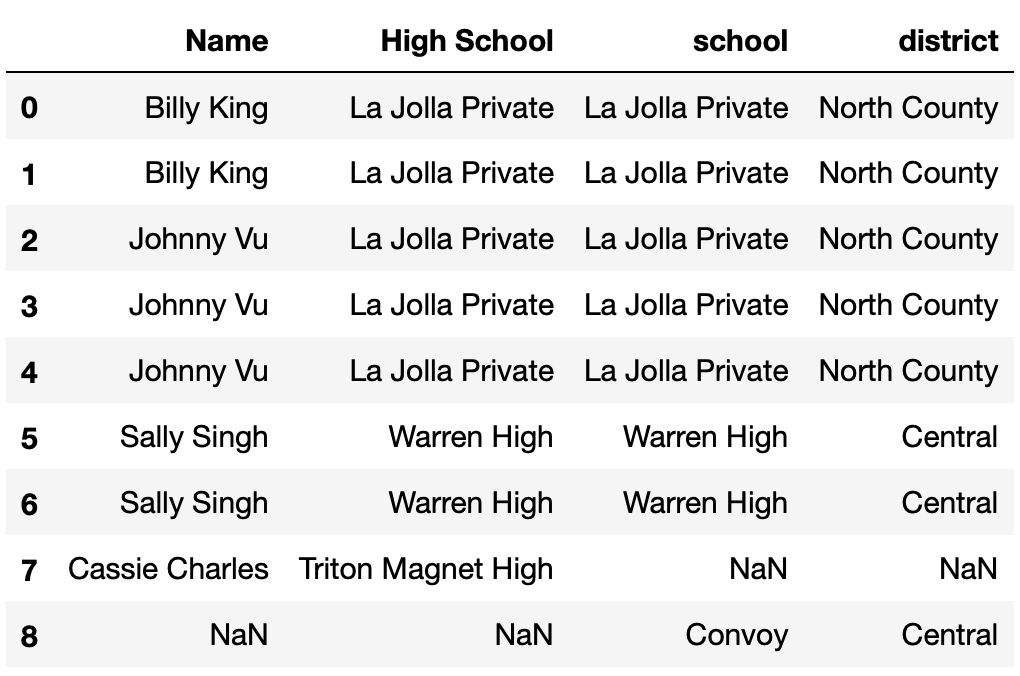 Name High School school district
0 Billy King La Jolla Private La Jolla Private North County
1 Billy King La Jolla Private La Jolla Private North County
2 Johnny Vu La Jolla Private La Jolla Private North County
3 Johnny Vu La Jolla Private La Jolla Private North County
4 Johnny Vu La Jolla Private La Jolla Private North County
5 Sally Singh Warren High Warren High Central
6 Sally Singh Warren High Warren High Central
7 Cassie Charles Triton Magnet High NaN NaN
8 NaN NaN Convoy Central